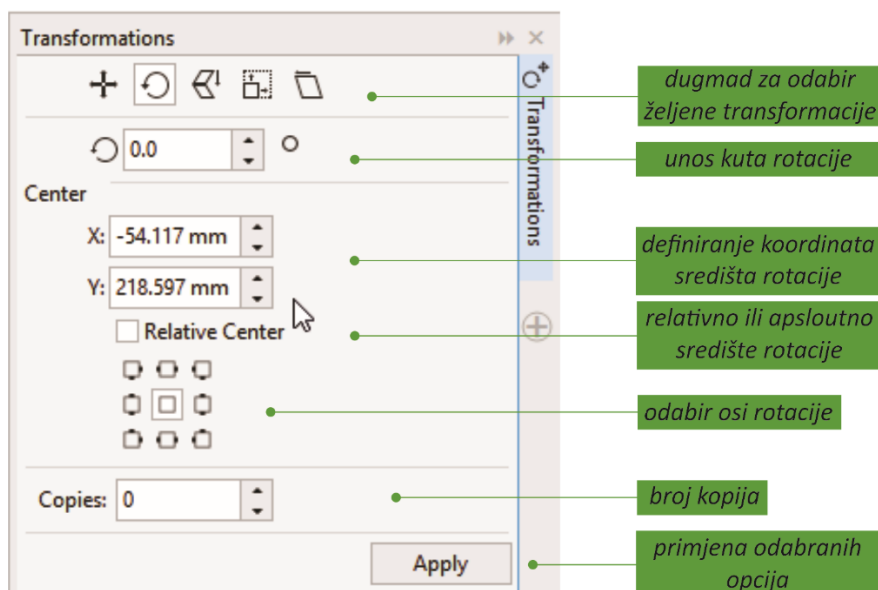 Transformations
dugmad za odabir
željene transformacije
Transformations
0.0
unos kuta rotacije
Center
X: -54.117 mm
definiranje koordinata
središta rotacije
Y: 218.597 mm
Relative Center
relativno ili apsloutno
središte rotacije
odabir osi rotacije
Copies: 0
broj kopija
Apply
primjena odabranih
opcija